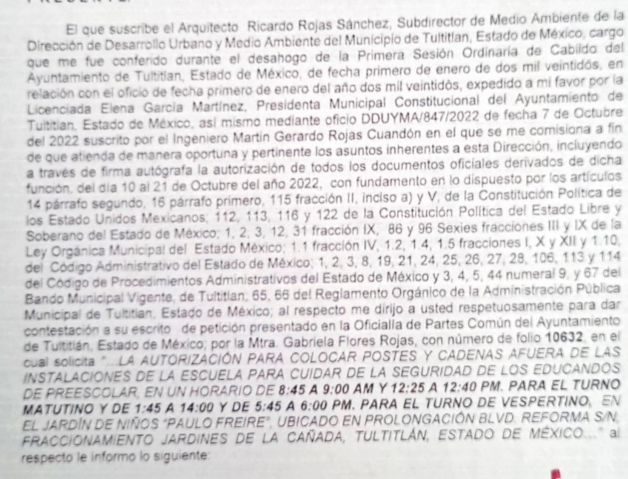 El que suscribe el Arquitecto Ricardo Rojas Sánchez, Subdirector de Medio Ambiente de la
Dirección de Desarrollo Urbano y Medio Ambiente del Municipio de Tultitlan, Estado de México, cargo
que me fue conferido durante el desahogo de la Primera Sesión Ordinaria de Cabildo del
Ayuntamiento de Tultitlan, Estado de México, de fecha primero de enero de dos mil veintidós, en
relación con el oficio de fecha primero de enero del año dos mil veintidós, expedido a mi favor por la
Licenciada Elena García Martínez, Presidenta Municipal Constitucional del Ayuntamiento de
Tultitlan, Estado de México, así mismo mediante oficio DDUYMA/847/2022 de fecha 7 de Octubre
del 2022 suscrito por el Ingeniero Martin Gerardo Rojas Cuandón en el que se me comisiona a fin
de que atienda de manera oportuna y pertinente los asuntos inherentes a esta Dirección, incluyendo
a través de firma autógrafa la autorización de todos los documentos oficiales derivados de dicha
función, del día 10 al 21 de Octubre del año 2022, con fundamento en lo dispuesto por los artículos
14 párrafo segundo, 16 párrafo primero, 115 fracción II, inciso a) y V, de la Constitución Política de
los Estado Unidos Mexicanos; 112, 113, 116 y 122 de la Constitución Política del Estado Libre y
Soberano del Estado de México; 1, 2, 3, 12, 31 fracción IX, 86 y 96 Sexies fracciones III y IX de la
Ley Orgánica Municipal del Estado México; 1.1 fracción IV, 1.2, 1.4, 1.5 fracciones I, X y XII y 1.10,
del Código Administrativo del Estado de México; 1, 2, 3, 8, 19, 21, 24, 25, 26, 27, 28, 106, 113 y 114
del Código de Procedimientos Administrativos del Estado de México y 3, 4, 5, 44 numeral 9, y 67 del
Bando Municipal Vigente, de Tultitlan, 65, 66 del Reglamento Orgánico de la Administración Pública
Municipal de Tultitlan, Estado de México; al respecto me dirijo a usted respetuosamente para dar
contestación a su escrito de petición presentado en la Oficialía de Partes Común del Ayuntamiento
de Tultitlán, Estado de México; por la Mtra. Gabriela Flores Rojas, con número de folio 10632, en el
cual solicita "...LA AUTORIZACIÓN PARA COLOCAR POSTES Y CADENAS AFUERA DE LAS
INSTALACIONES DE LA ESCUELA PARA CUIDAR DE LA SEGURIDAD DE LOS EDUCANDOS
DE PREESCOLAR, EN UN HORARIO DE 8:45 A 9:00 AM Y 12:25 A 12:40 PM. PARA EL TURNO
MATUTINO Y DE 1:45 A 14:00 Y DE 5:45 A 6:00 PM. PARA EL TURNO DE VESPERTINO, EN
EL JARDÍN DE NIÑOS "PAULO FREIRE", UBICADO EN PROLONGACIÓN BLVD. REFORMA S/N,
FRACCIONAMIENTO JARDINES DE LA CAÑADA, TULTITLÁN, ESTADO DE MÉXICO..." al
respecto le informo lo siguiente: